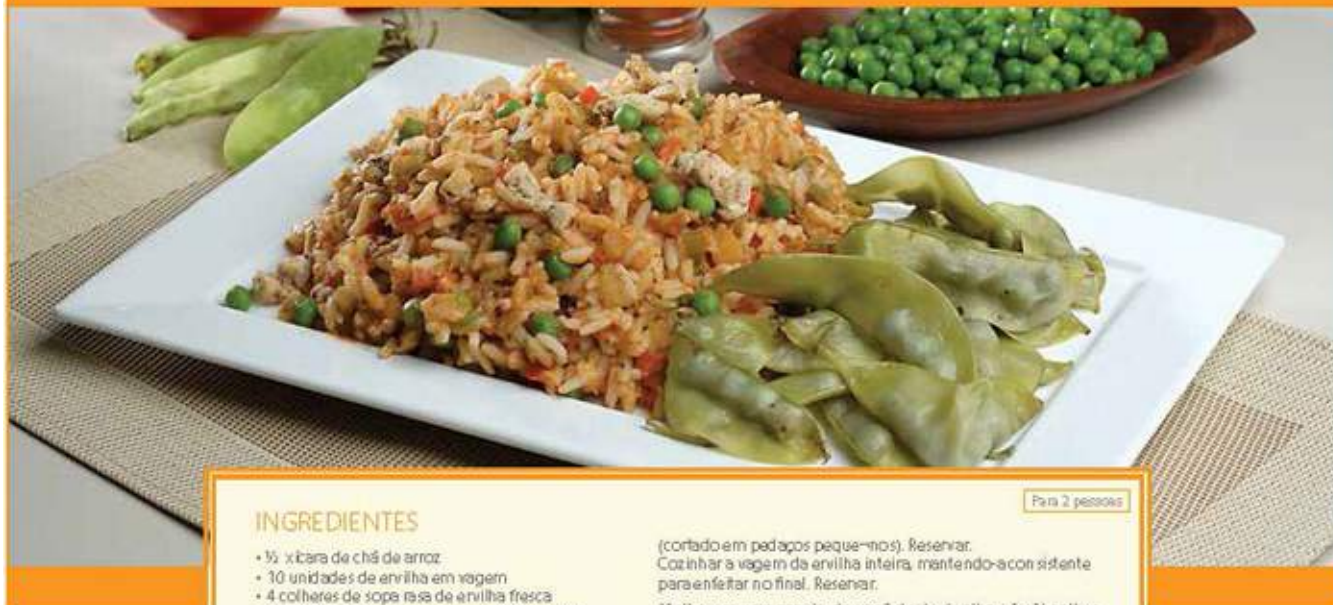 Para 2 pessoas
INGREDIENTES
• ½ xícara de chá de arroz
• 10 unidades de ervilha em vagem
• 4 colheres de sopa rasa de ervilha fresca
(cortado em pedaços peque¬nos). Reservar.
Cozinhar a vagem da ervilha inteira, mantendo-acon sistente
para enfeitar no final. Reservar.